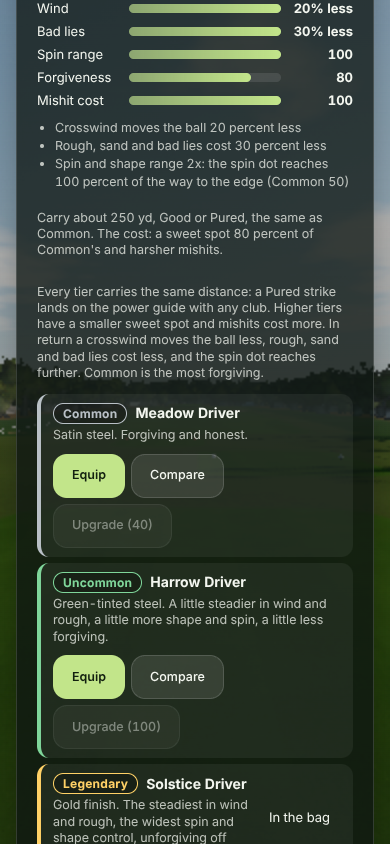 Wind 20% less
Bad lies 30% less
Spin range 100
Forgiveness 80
Mishit cost 100
• Crosswind moves the ball 20 percent less
• Rough, sand and bad lies cost 30 percent less
• Spin and shape range 2x: the spin dot reaches
100 percent of the way to the edge (Common 50)
Carry about 250 yd, Good or Pured, the same as
Common. The cost: a sweet spot 80 percent of
Common's and harsher mishits.
Every tier carries the same distance: a Pured strike
lands on the power guide with any club. Higher tiers
have a smaller sweet spot and mishits cost more. In
return a crosswind moves the ball less, rough, sand
and bad lies cost less, and the spin dot reaches
further. Common is the most forgiving.
Common Meadow Driver
Satin steel. Forgiving and honest.
Equip Compare
Upgrade (40)
Uncommon Harrow Driver
Green-tinted steel. A little steadier in wind and
rough, a little more shape and spin, a little less
forgiving.
Equip Compare
Upgrade (100)
Legendary Solstice Driver
Gold finish. The steadiest in wind
and rough, the widest spin and
shape control, unforgiving off
In the bag